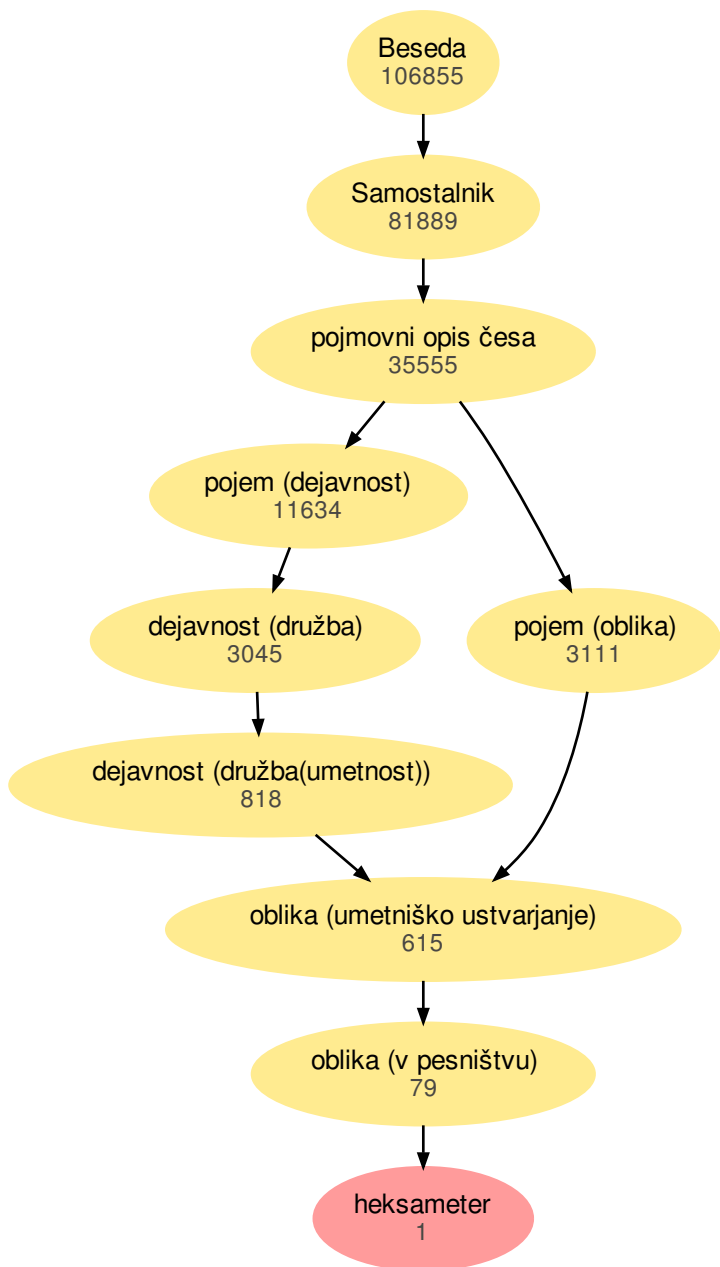 Beseda
106855
Samostalnik
81889
pojmovni opis česa
35555
pojem (dejavnost)
11634
dejavnost (družba)
3045
pojem (oblika)
3111
dejavnost (družba(umetnost))
818
oblika (umetniško ustvarjanje)
615
oblika (v pesništvu)
79
heksameter
1